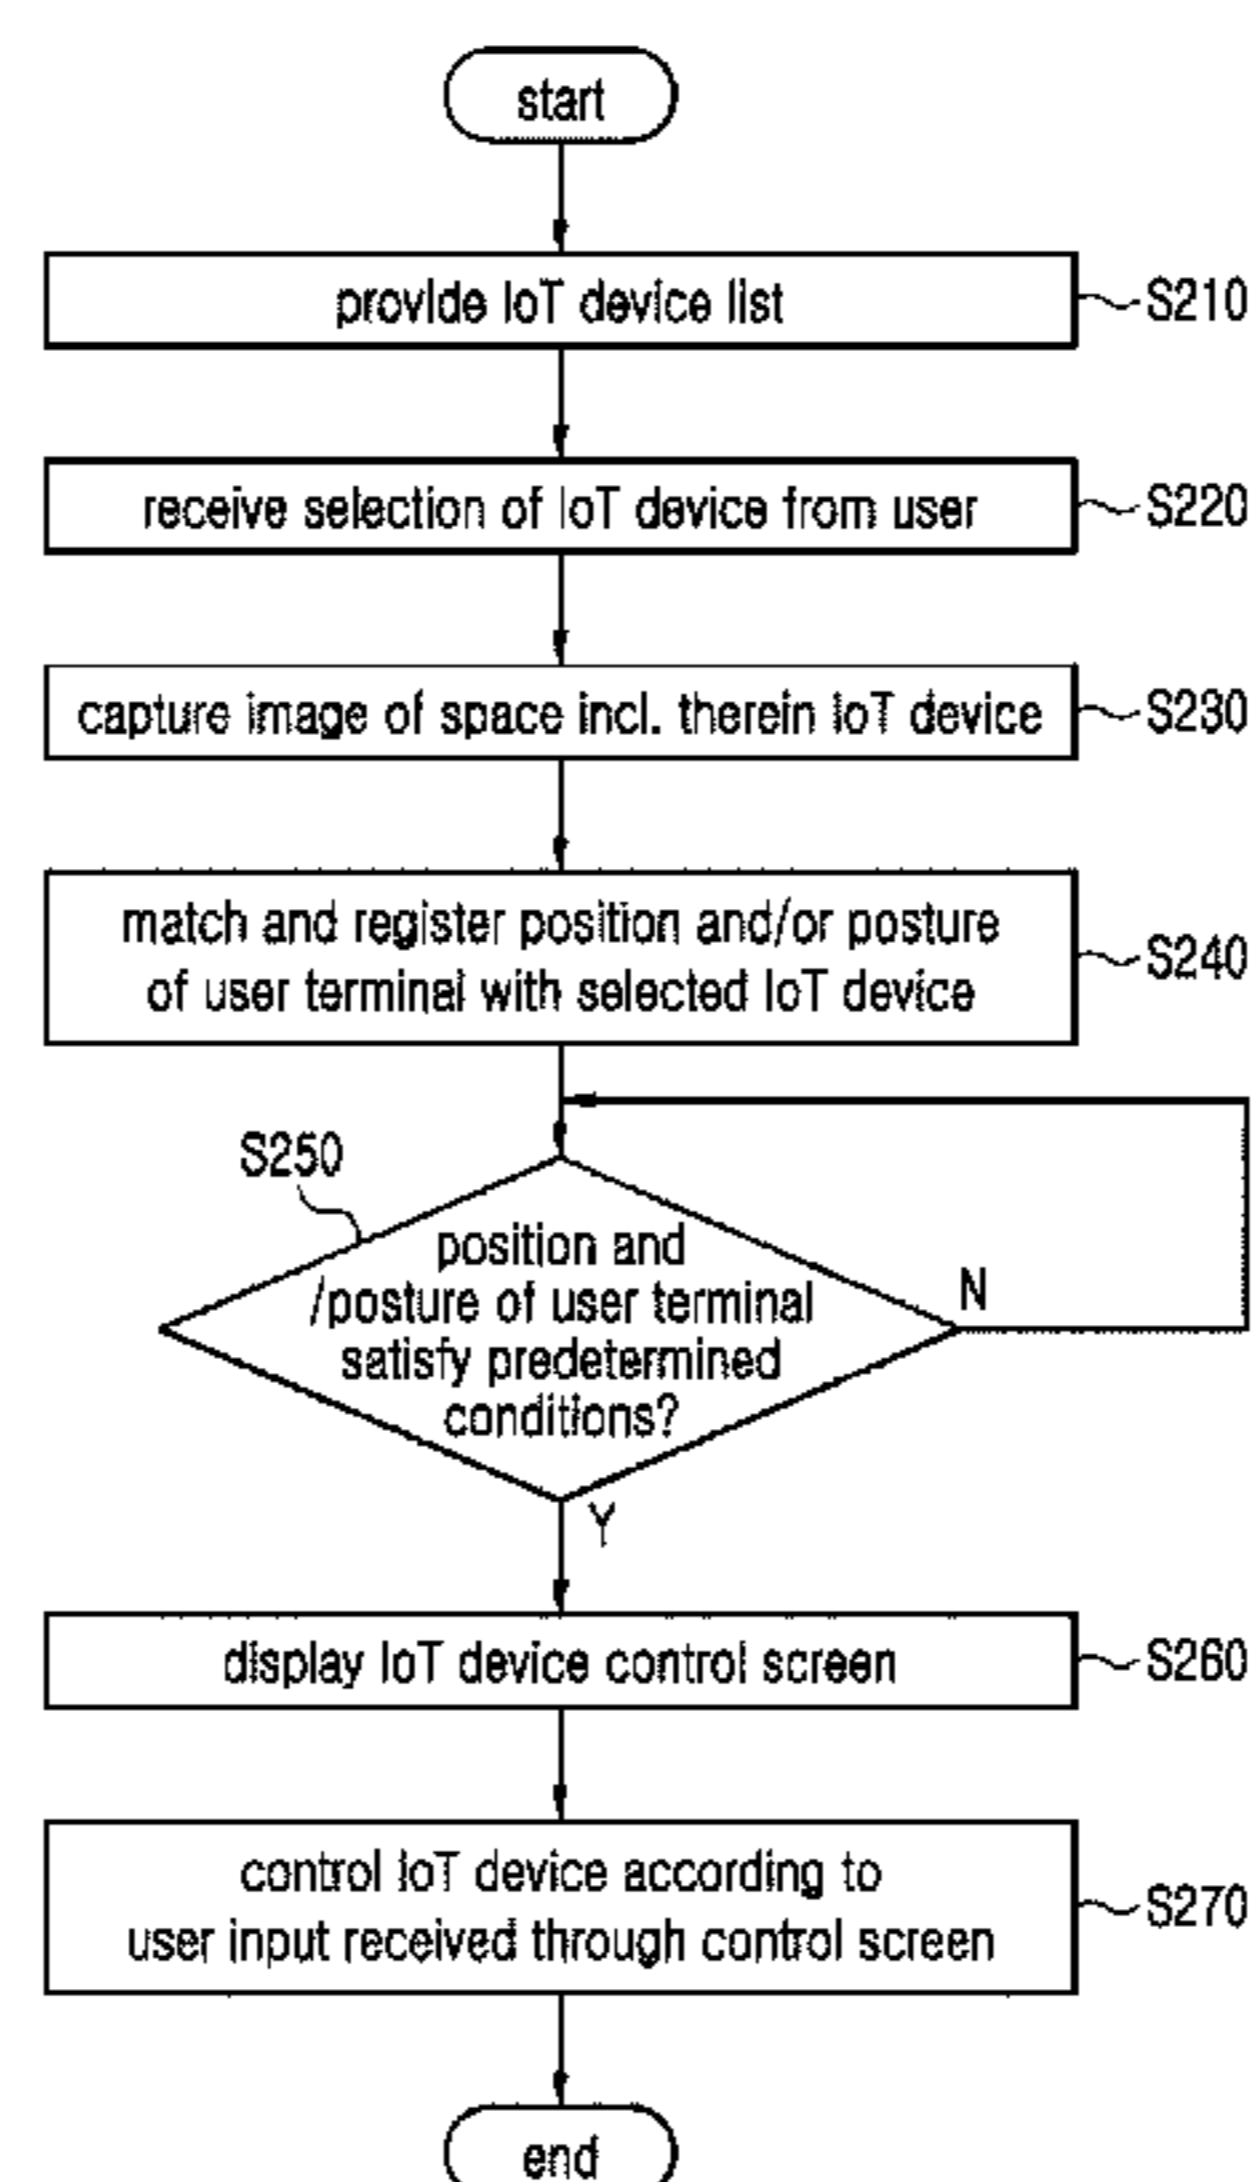 start
provide IoT device list
S210
receive selection of IoT device from user
S220
capture image of space incl. therein IoT device
S230
match and register position and/or posture
of user terminal with selected IoT device
S240
S250
position and
/posture of user terminal
satisfy predetermined
conditions?
N
Y
display IoT device control screen
S260
control IoT device according to
user input received through control screen
S270
end